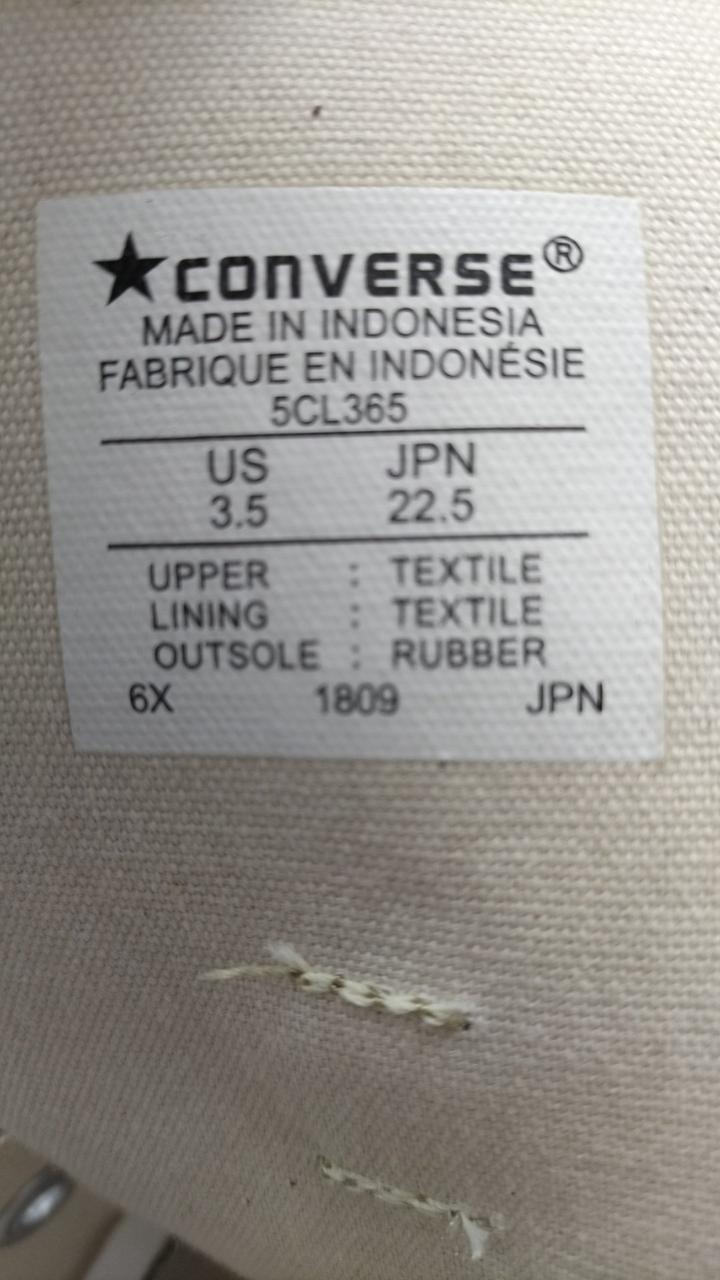 ★CONVERSE®
MADE IN INDONESIA
FABRIQUE EN INDONÉSIE
5CL365
US JPN
3.5 22.5
UPPER : TEXTILE
LINING : TEXTILE
OUTSOLE : RUBBER
6X 1809 JPN